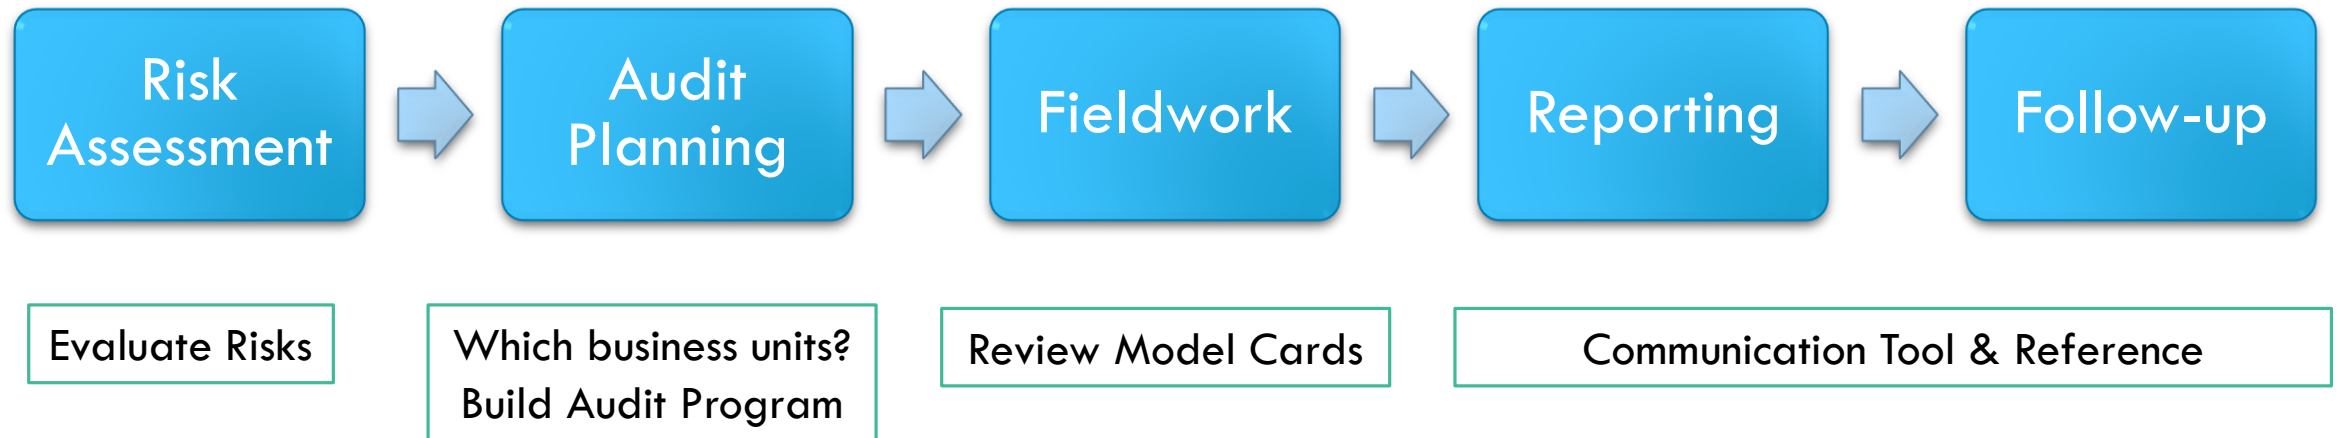 Risk
Assessment
Audit
Planning
Fieldwork
Reporting
Follow-up
Evaluate Risks
Which business units?
Build Audit Program
Review Model Cards
Communication Tool & Reference